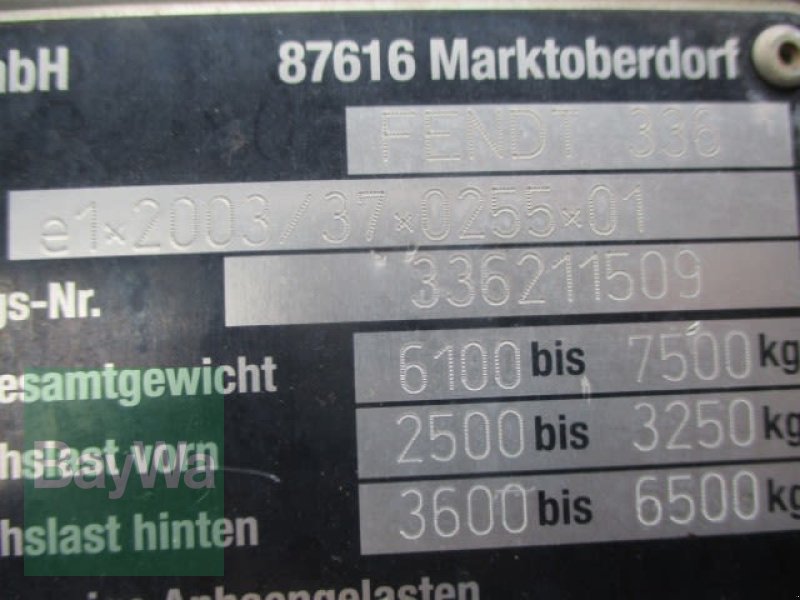 mbH 87616 Marktoberdorf
FENDT 336
e1*2003/37*0255*01
gs-Nr. 336211509
esamtgewicht 6100 bis 7500 kg
hslast vorn 2500 bis 3250 kg
hslast hinten 3600 bis 6500 kg
Anhaengelasten
BayWa